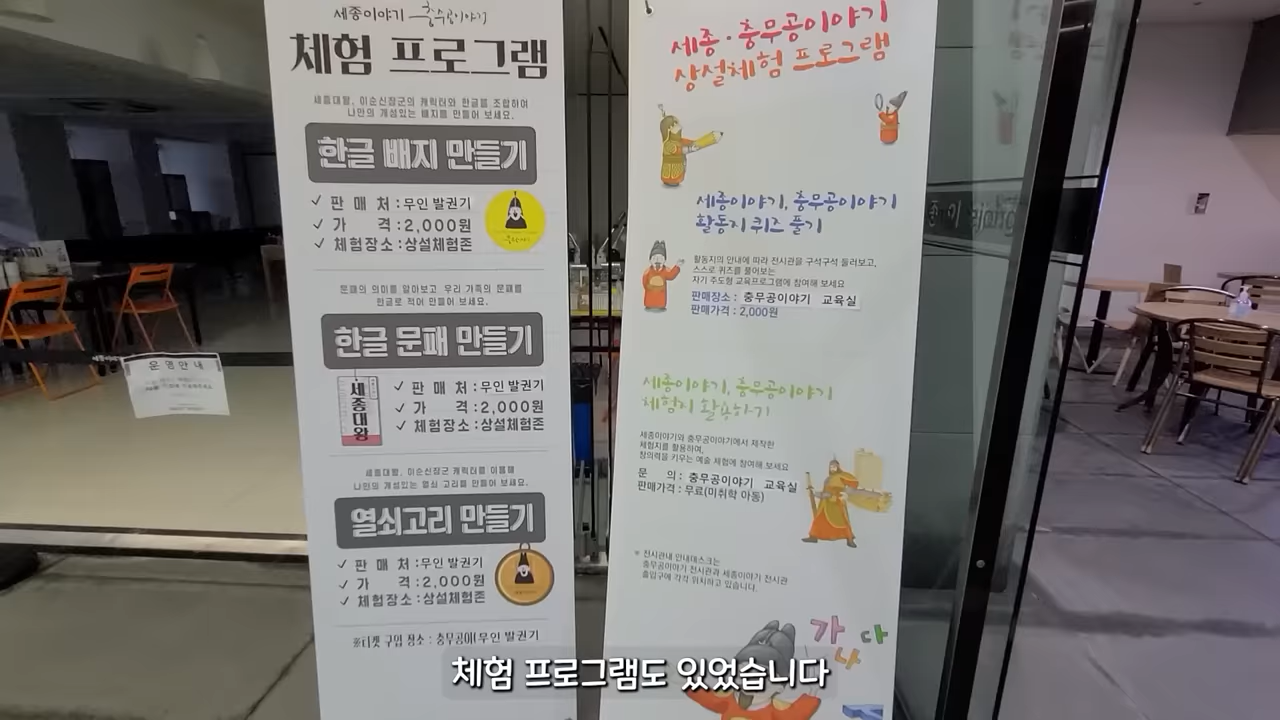 세종이야기 충무공이야기
체험 프로그램
세종대왕, 이순신장군의 캐릭터와 한글을 조합하여
나만의 개성있는 배지를 만들어 보세요.
한글 배지 만들기
✓ 판 매 처 : 무인 발권기
✓ 가 격 : 2,000원
✓ 체험장소 : 상설체험존
문패의 의미를 알아보고 우리 가족의 문패를
한글로 적어 만들어 보세요.
한글 문패 만들기
세종대왕
✓ 판 매 처 : 무인 발권기
✓ 가 격 : 2,000원
✓ 체험장소 : 상설체험존
세종대왕, 이순신장군 캐릭터를 이용해
나만의 개성있는 열쇠 고리를 만들어 보세요.
열쇠고리 만들기
✓ 판 매 처 : 무인 발권기
✓ 가 격 : 2,000원
✓ 체험장소 : 상설체험존
※티켓 구입 장소 : 충무공이 무인 발권기
세종·충무공이야기
상설체험 프로그램
세종이야기, 충무공이야기
활동지 퀴즈 풀기
활동지의 안내에 따라 전시관을 구석구석 둘러보고,
스스로 퀴즈를 풀어보는
자기 주도형 교육프로그램에 참여해 보세요
판매장소 : 충무공이야기 교육실
판매가격 : 2,000원
세종이야기, 충무공이야기
체험지 활용하기
세종이야기와 충무공이야기에서 제작한
체험지를 활용하여,
창의력을 키우는 예술 체험에 참여해 보세요
문 의 : 충무공이야기 교육실
판매가격 : 무료(미취학 아동)
※ 전시관내 안내데스크는
충무공이야기 전시관과 세종이야기 전시관
출입구에 각각 위치하고 있습니다.
가 나 다
운영안내
체험 프로그램도 있었습니다